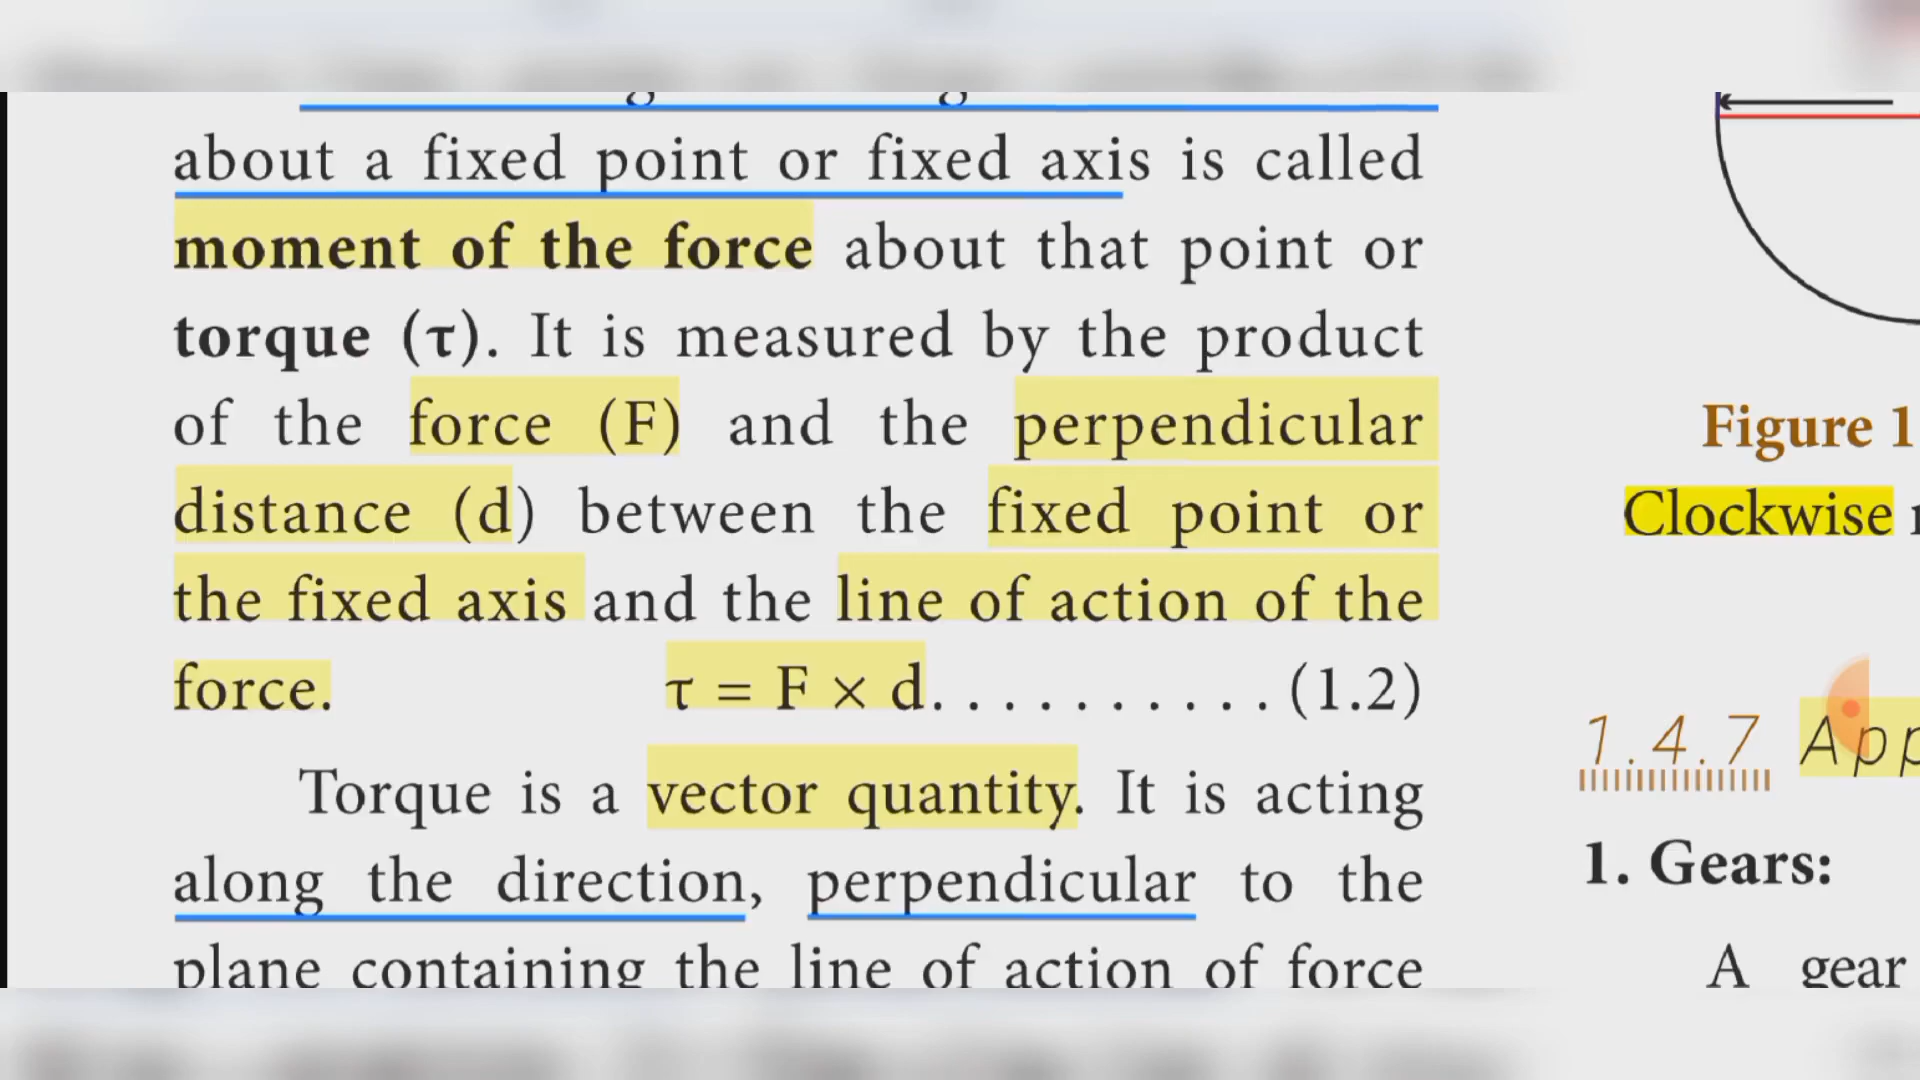 about a fixed point or fixed axis is called
moment of the force about that point or
torque (τ). It is measured by the product
of the force (F) and the perpendicular
distance (d) between the fixed point or
the fixed axis and the line of action of the
force. τ = F × d. . . . . . . . . . (1.2)
Torque is a vector quantity. It is acting
along the direction, perpendicular to the
plane containing the line of action of force
Figure 1
Clockwise
1.4.7 App
1. Gears:
A gear